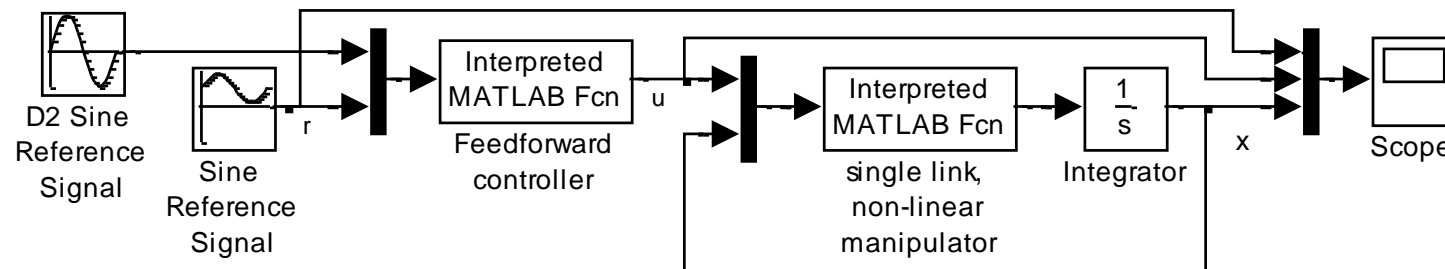 D2 Sine
Reference
Signal
Sine
Reference
Signal
r
Interpreted
MATLAB Fcn
Feedforward
controller
u
Interpreted
MATLAB Fcn
single link,
non-linear
manipulator
1
s
Integrator
x
Scope